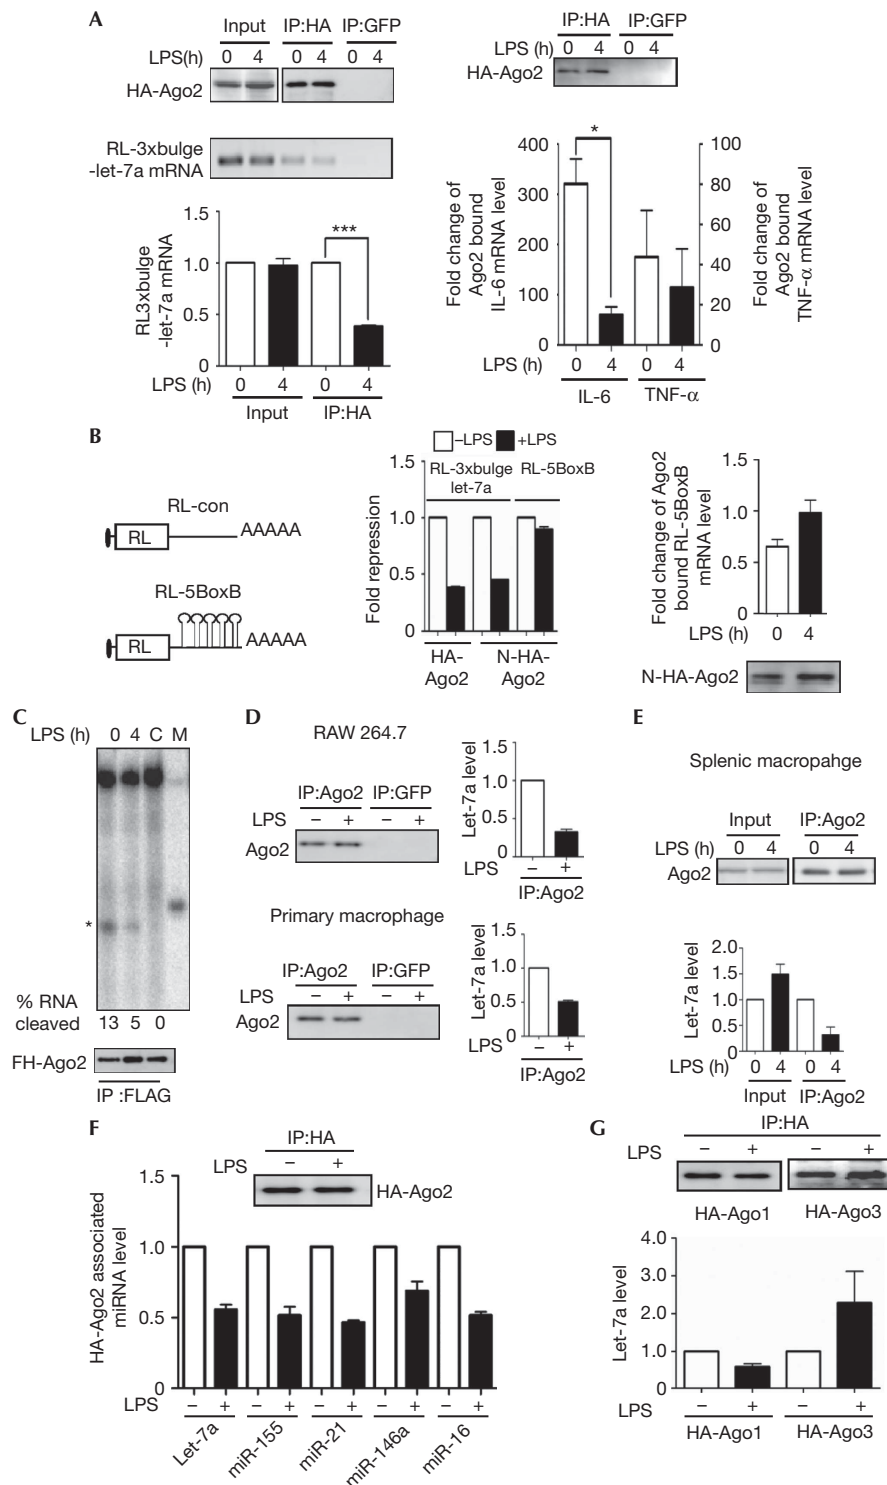 A
Input IP:HA IP:GFP
LPS(h) 0 4 0 4 0 4
HA-Ago2
RL-3xbulge
-let-7a mRNA
RL3xbulge
-let-7a mRNA
1.5
1.0
0.5
0
LPS (h) 0 4 0 4
Input IP:HA
IP:HA IP:GFP
LPS (h) 0 4 0 4
HA-Ago2
Fold change of
Ago2 bound
IL-6 mRNA level
400
300
200
100
0
*
100
80
60
40
20
0
Fold change of
Ago2 bound
TNF-α mRNA level
LPS (h) 0 4 0 4
IL-6 TNF-α
***
B
RL-con
RL AAAAA
RL-5BoxB
RL AAAAA
–LPS +LPS
RL-3xbulge
let-7a
RL-5BoxB
Fold repression
1.5
1.0
0.5
0
HA-
Ago2
N-HA-
Ago2
Fold change of Ago2
bound RL-5BoxB
mRNA level
1.5
1.0
0.5
0
LPS (h) 0 4
N-HA-Ago2
C
LPS (h) 0 4 C M
*
% RNA
cleaved 13 5 0
FH-Ago2
IP :FLAG
D
RAW 264.7
IP:Ago2 IP:GFP
LPS – + – +
Ago2
Let-7a level
1.5
1.0
0.5
0
LPS – +
IP:Ago2
Primary macrophage
IP:Ago2 IP:GFP
LPS – + – +
Ago2
Let-7a level
1.5
1.0
0.5
0
LPS – +
IP:Ago2
E
Splenic macropahge
Input IP:Ago2
LPS (h) 0 4 0 4
Ago2
Let-7a level
2.0
1.5
1.0
0.5
0
LPS (h) 0 4 0 4
Input IP:Ago2
F
IP:HA
LPS – +
HA-Ago2
HA-Ago2 associated
miRNA level
1.5
1.0
0.5
0
LPS – + – + – + – + – +
Let-7a miR-155 miR-21 miR-146a miR-16
G
IP:HA
LPS – + – +
HA-Ago1 HA-Ago3
Let-7a level
4.0
3.0
2.0
1.0
0
LPS – + – +
HA-Ago1 HA-Ago3